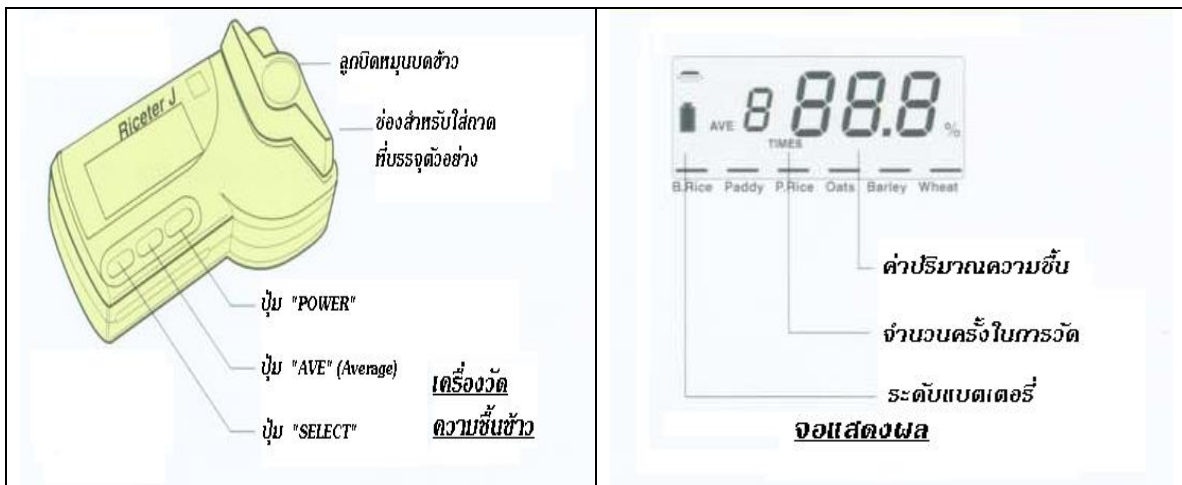 ลูกบิดหมุนบดข้าว
ช่องสำหรับใส่ถาด
ที่บรรจุตัวอย่าง
Riceter J
ปุ่ม "POWER"
ปุ่ม "AVE" (Average)
ปุ่ม "SELECT"
เครื่องวัด
ความชื้นข้าว
AVE 8 88.8 %
TIMES
B.Rice Paddy P.Rice Oats Barley Wheat
ค่าปริมาณความชื้น
จำนวนครั้งในการวัด
ระดับแบตเตอรี่
จอแสดงผล